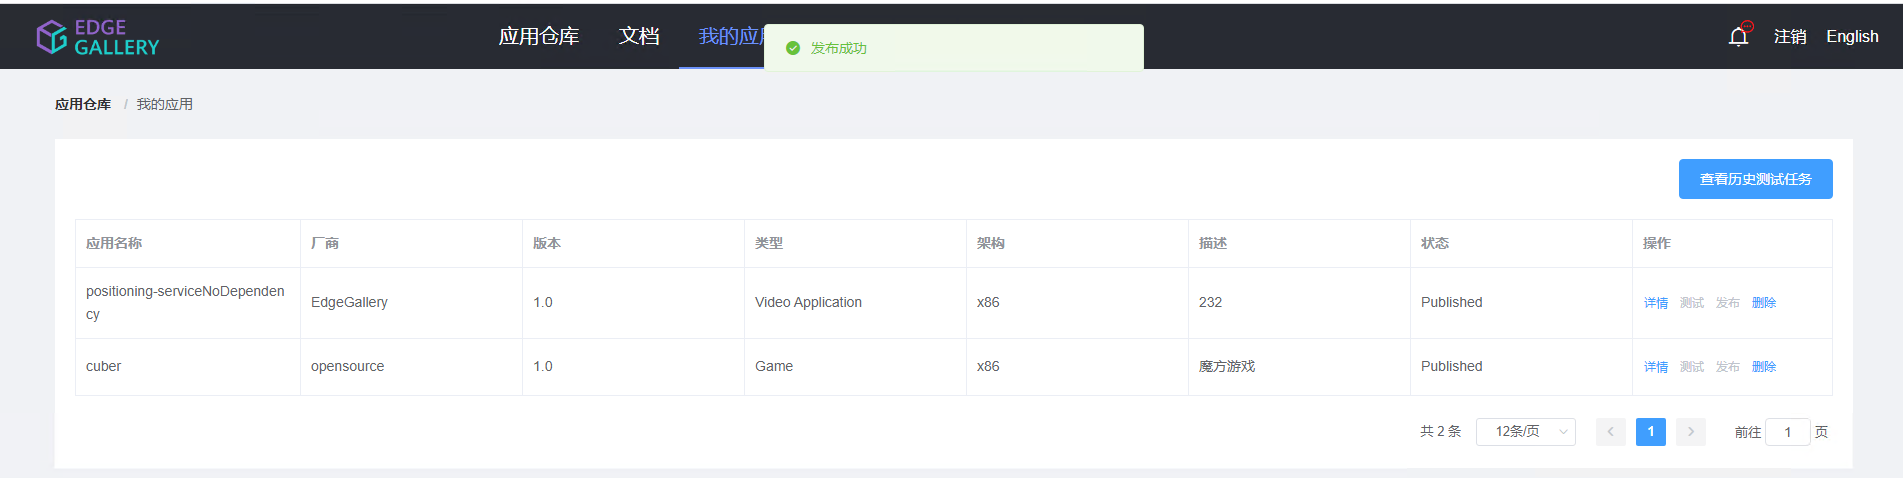 EDGE
GALLERY
应用仓库 文档 我的应
发布成功
注销 English
应用仓库 / 我的应用
查看历史测试任务
应用名称 厂商 版本 类型 架构 描述 状态 操作
positioning-serviceNoDependen
cy EdgeGallery 1.0 Video Application x86 232 Published 详情 测试 发布 删除
cuber opensource 1.0 Game x86 魔方游戏 Published 详情 测试 发布 删除
共 2 条 12条/页 1 前往 1 页